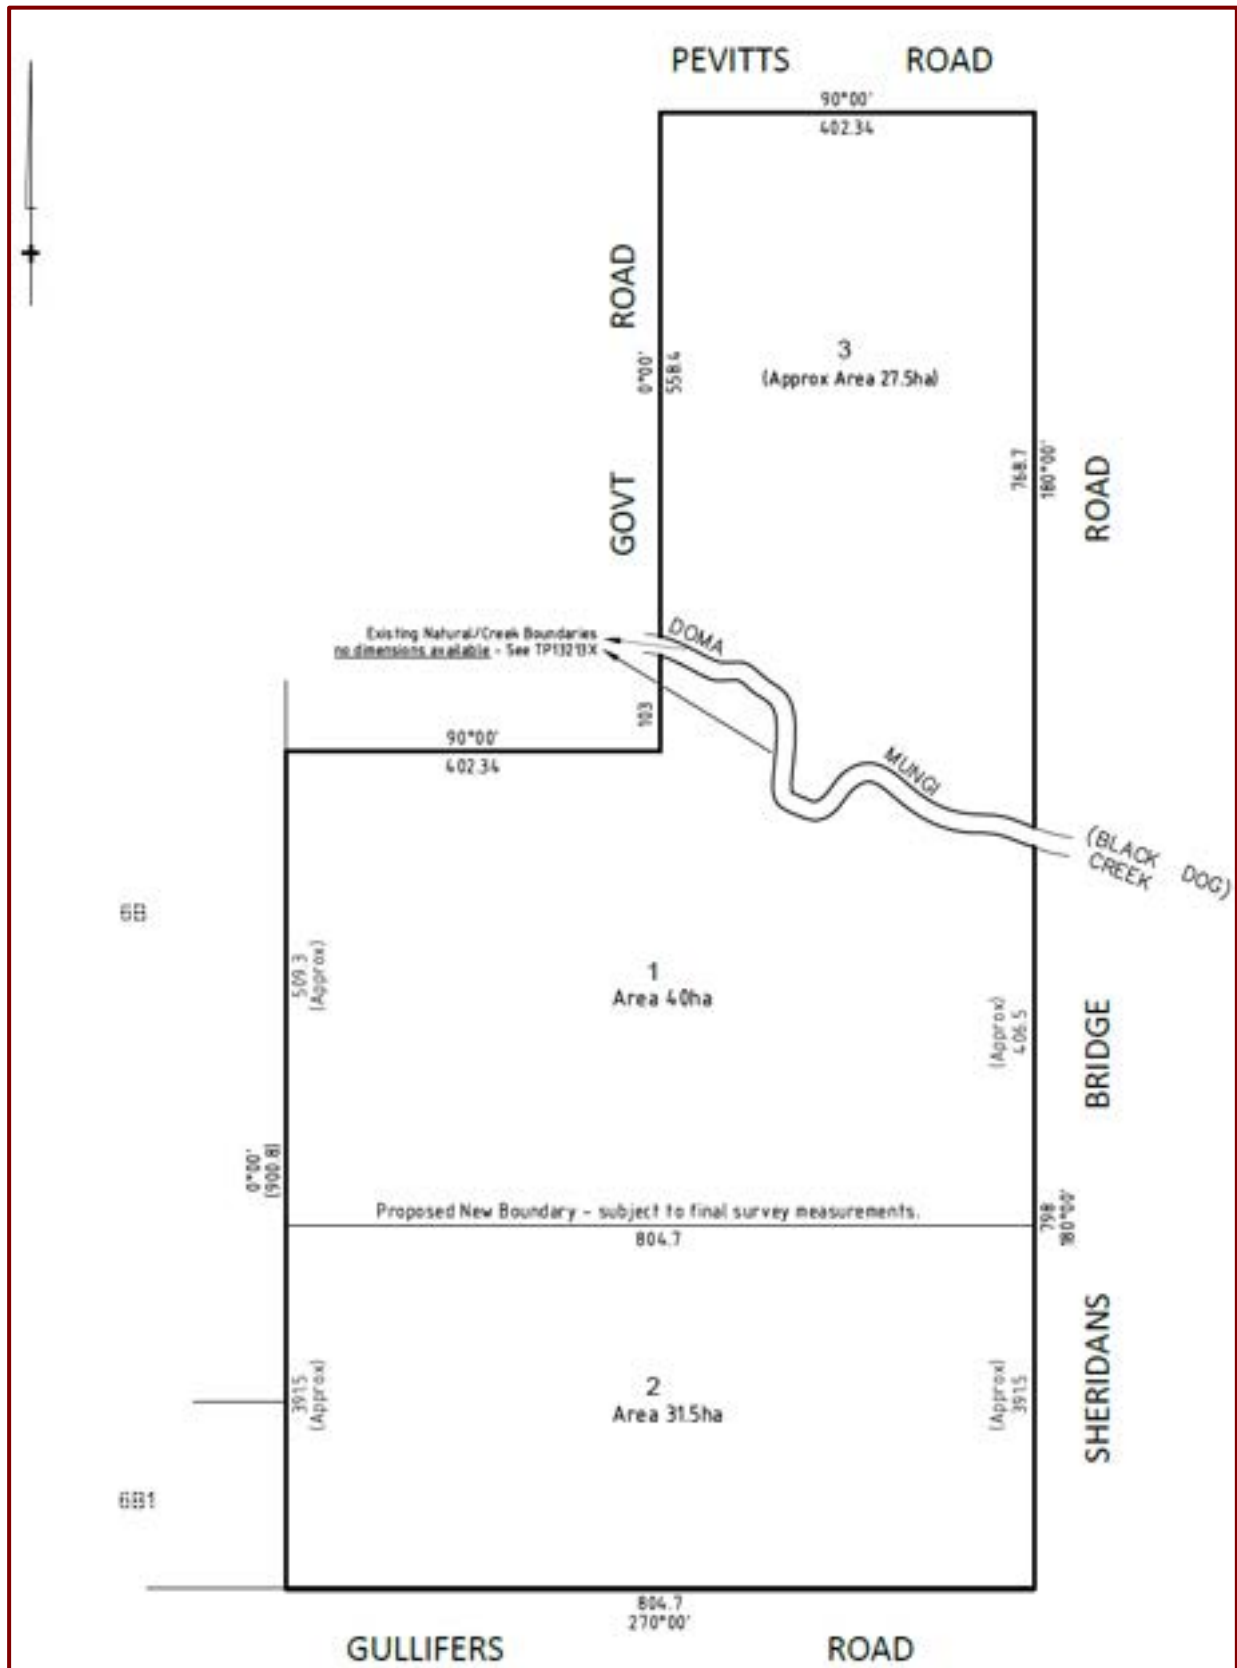 PEVITTS ROAD
90°00'
402.34
ROAD
GOVT
0°00'
558.4
3
(Approx Area 27.5ha)
768.7
180°00'
ROAD
Existing Natural/Creek Boundaries
no dimensions available - See TP13213X
DOMA
MUNGI
(BLACK DOG)
CREEK
103
90°00'
402.34
6B
509.3
(Approx)
1
Area 40ha
(Approx)
406.5
BRIDGE
0°00'
(900.8)
Proposed New Boundary - subject to final survey measurements.
804.7
798
180°00'
SHERIDANS
391.5
(Approx)
2
Area 31.5ha
(Approx)
391.5
6B1
804.7
270°00'
GULLIFERS ROAD